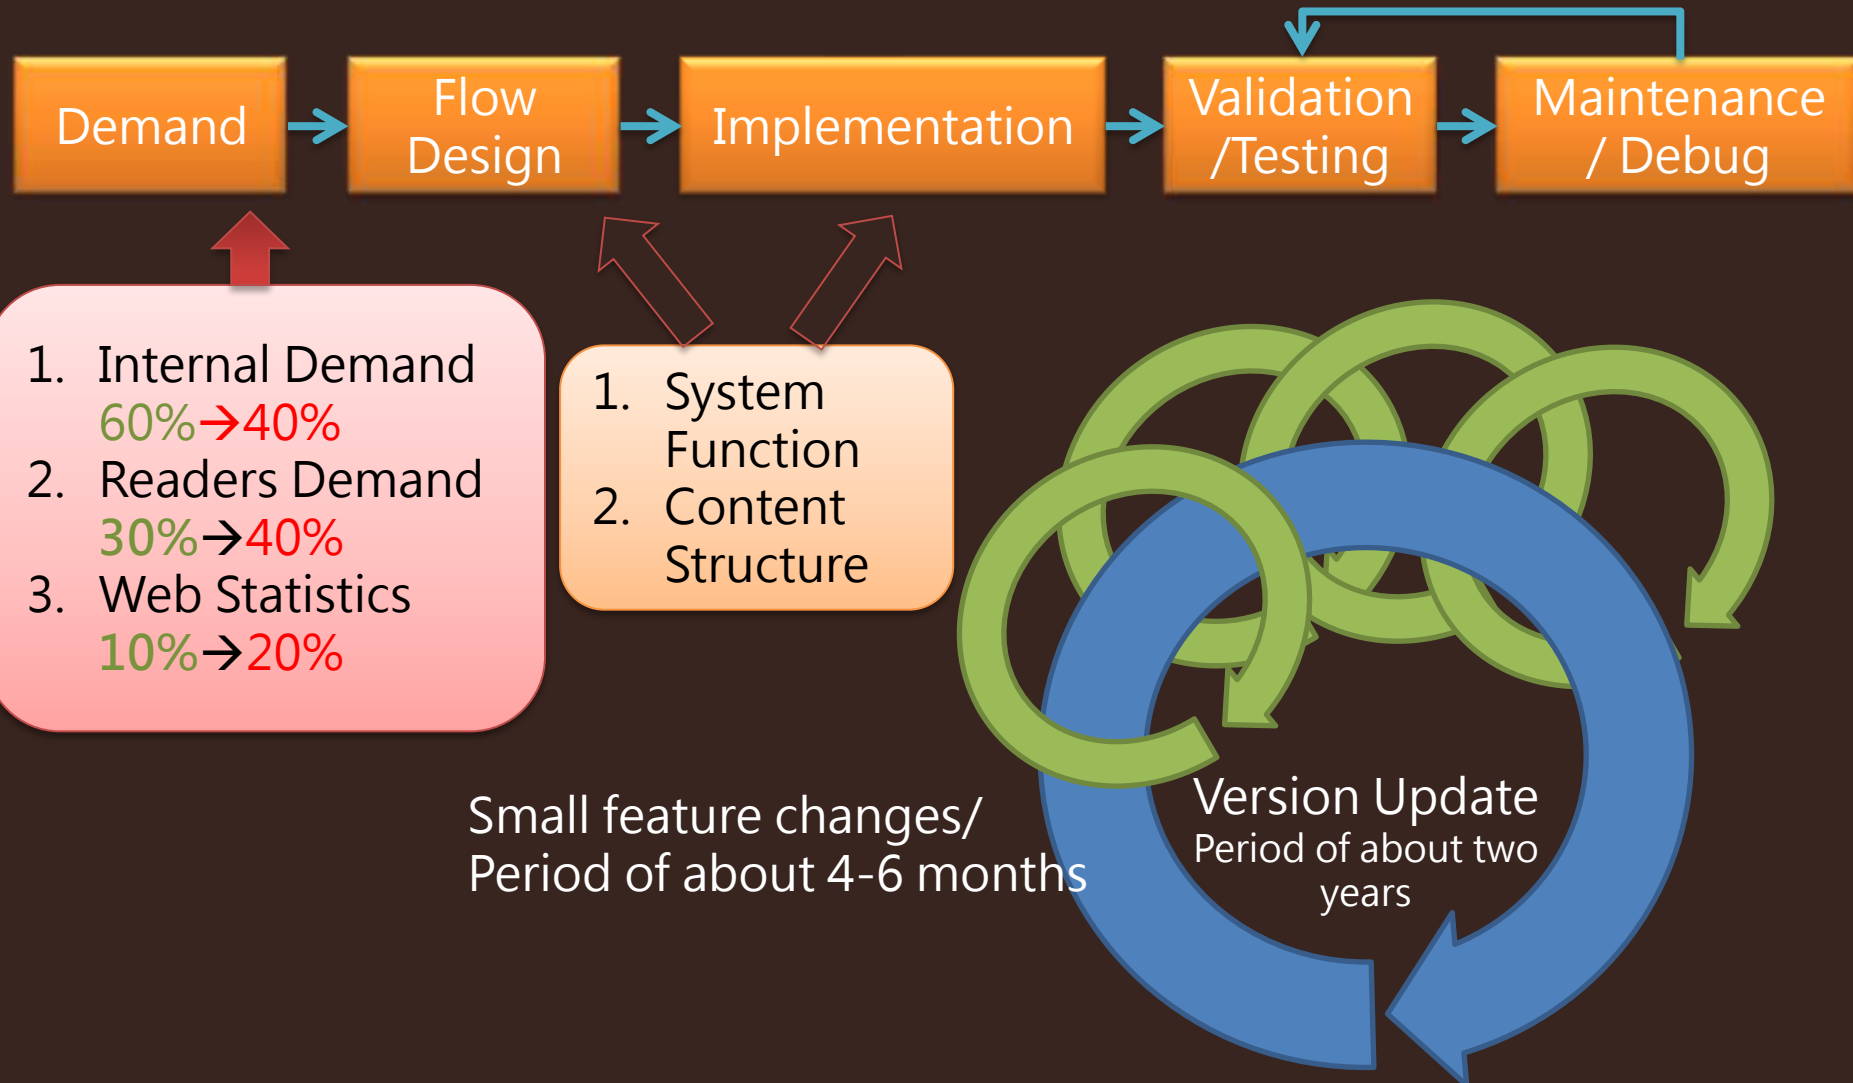 Demand
Flow
Design
Implementation
Validation
/Testing
Maintenance
/ Debug
1. Internal Demand
60%→40%
2. Readers Demand
30%→40%
3. Web Statistics
10%→20%
1. System
Function
2. Content
Structure
Small feature changes/
Period of about 4-6 months
Version Update
Period of about two
years